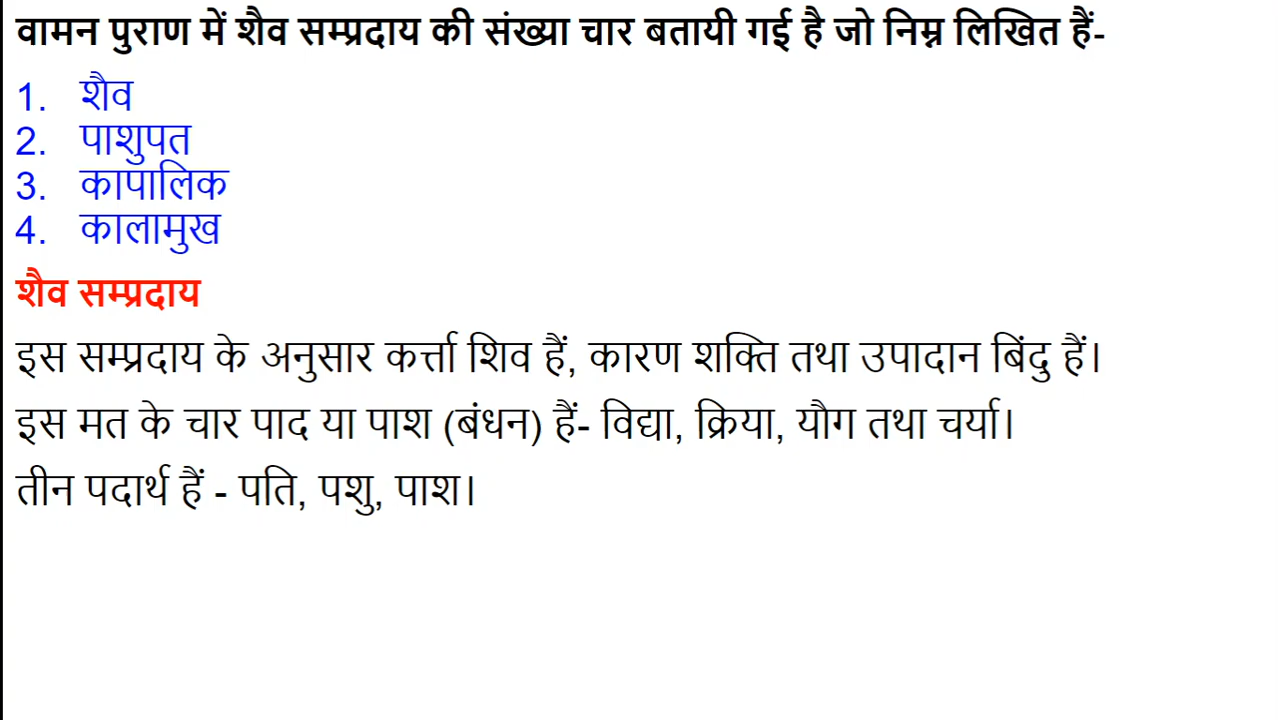 वामन पुराण में शैव सम्प्रदाय की संख्या चार बतायी गई है जो निम्न लिखित हैं-
1. शैव
2. पाशुपत
3. कापालिक
4. कालामुख
शैव सम्प्रदाय
इस सम्प्रदाय के अनुसार कर्त्ता शिव हैं, कारण शक्ति तथा उपादान बिंदु हैं।
इस मत के चार पाद या पाश (बंधन) हैं- विद्या, क्रिया, यौग तथा चर्या।
तीन पदार्थ हैं - पति, पशु, पाश।